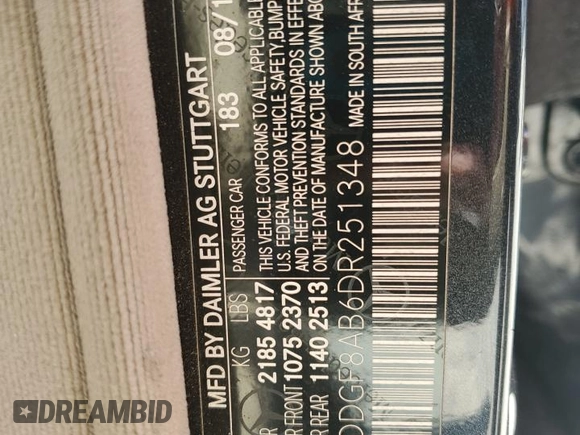 MFD BY DAIMLER AG STUTTGART
183 08/1
KG LBS PASSENGER CAR
2185 4817
FRONT 1075 2370
REAR 1140 2513
THIS VEHICLE CONFORMS TO ALL APPLICABLE
U.S. FEDERAL MOTOR VEHICLE SAFETY, BUMP
AND THEFT PREVENTION STANDARDS IN EFFE
ON THE DATE OF MANUFACTURE SHOWN ABO
DDGF8AB6DR251348 MADE IN SOUTH AFR
DREAMBID